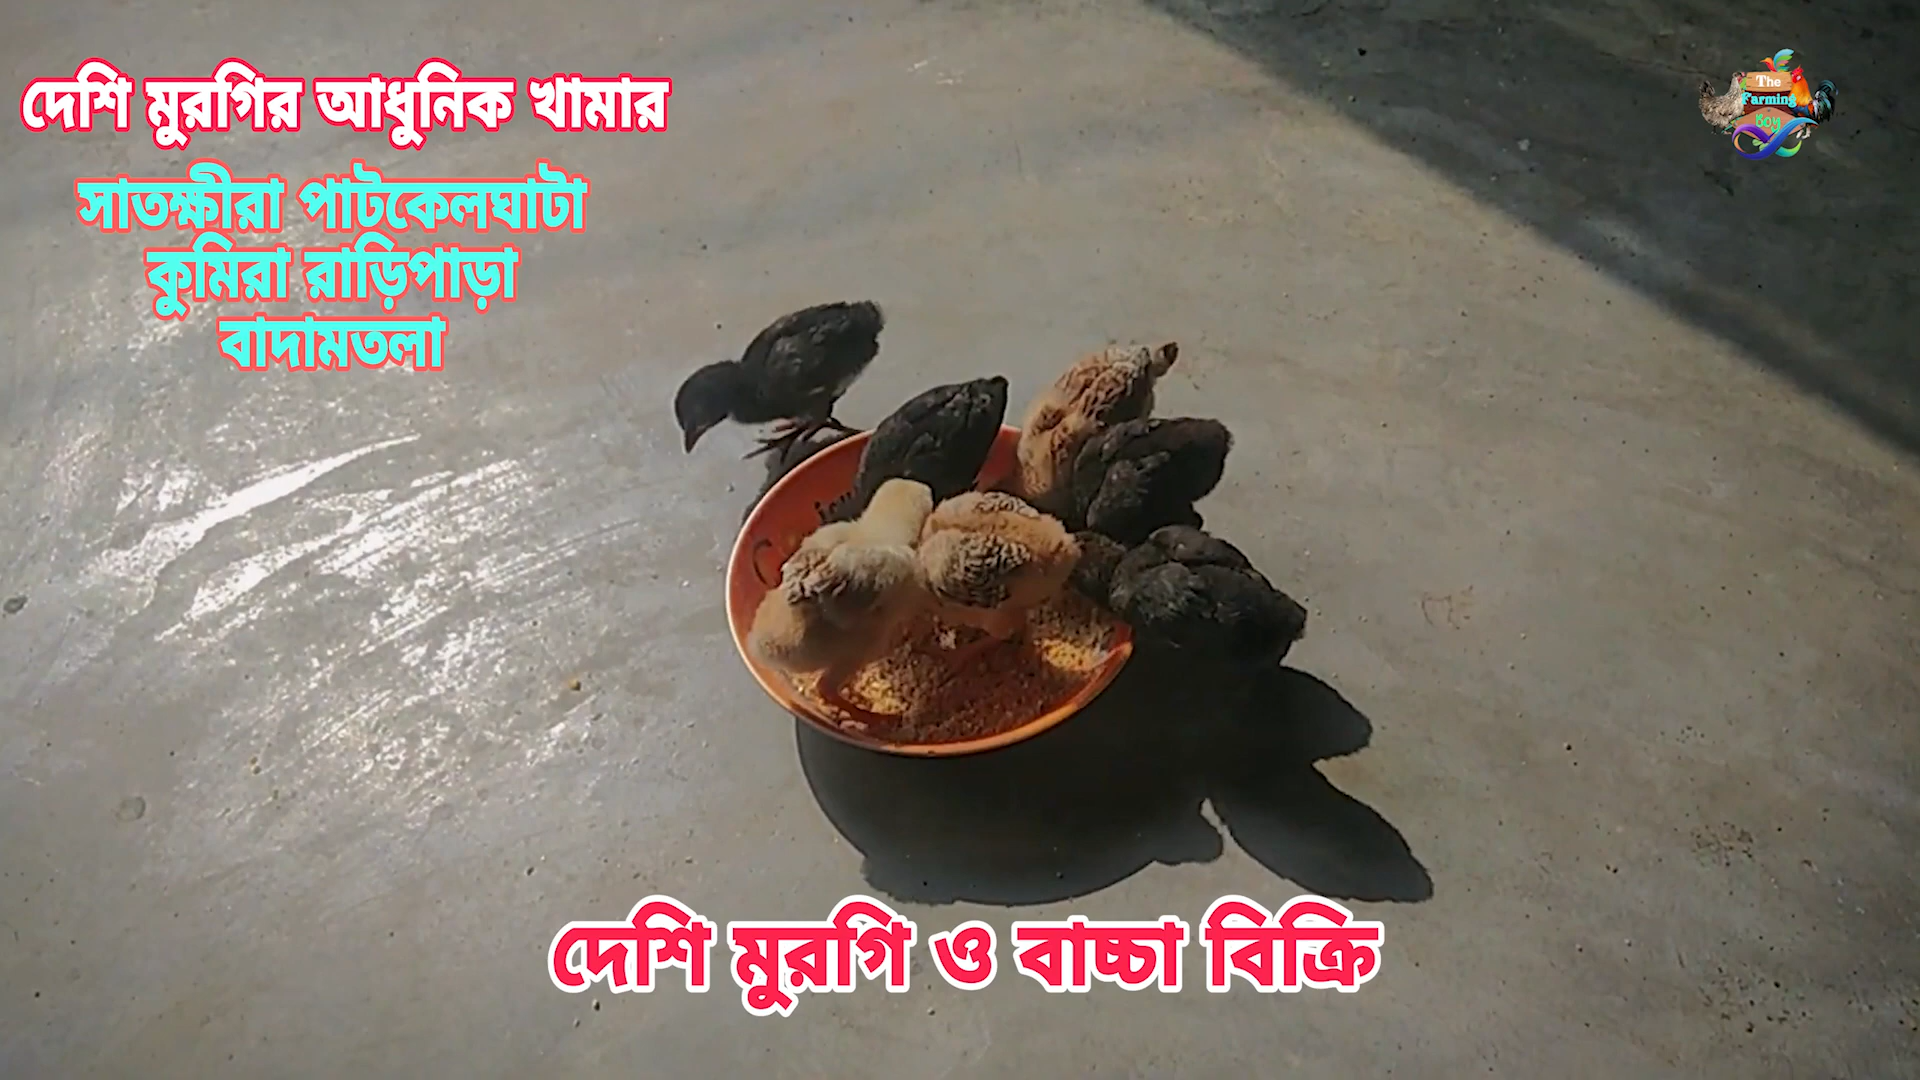 দেশি মুরগির আধুনিক খামার
সাতক্ষীরা পাটকেলঘাটা
কুমিরা রাড়িপাড়া
বাদামতলা
The
Farming
Boy
দেশি মুরগি ও বাচ্চা বিক্রি